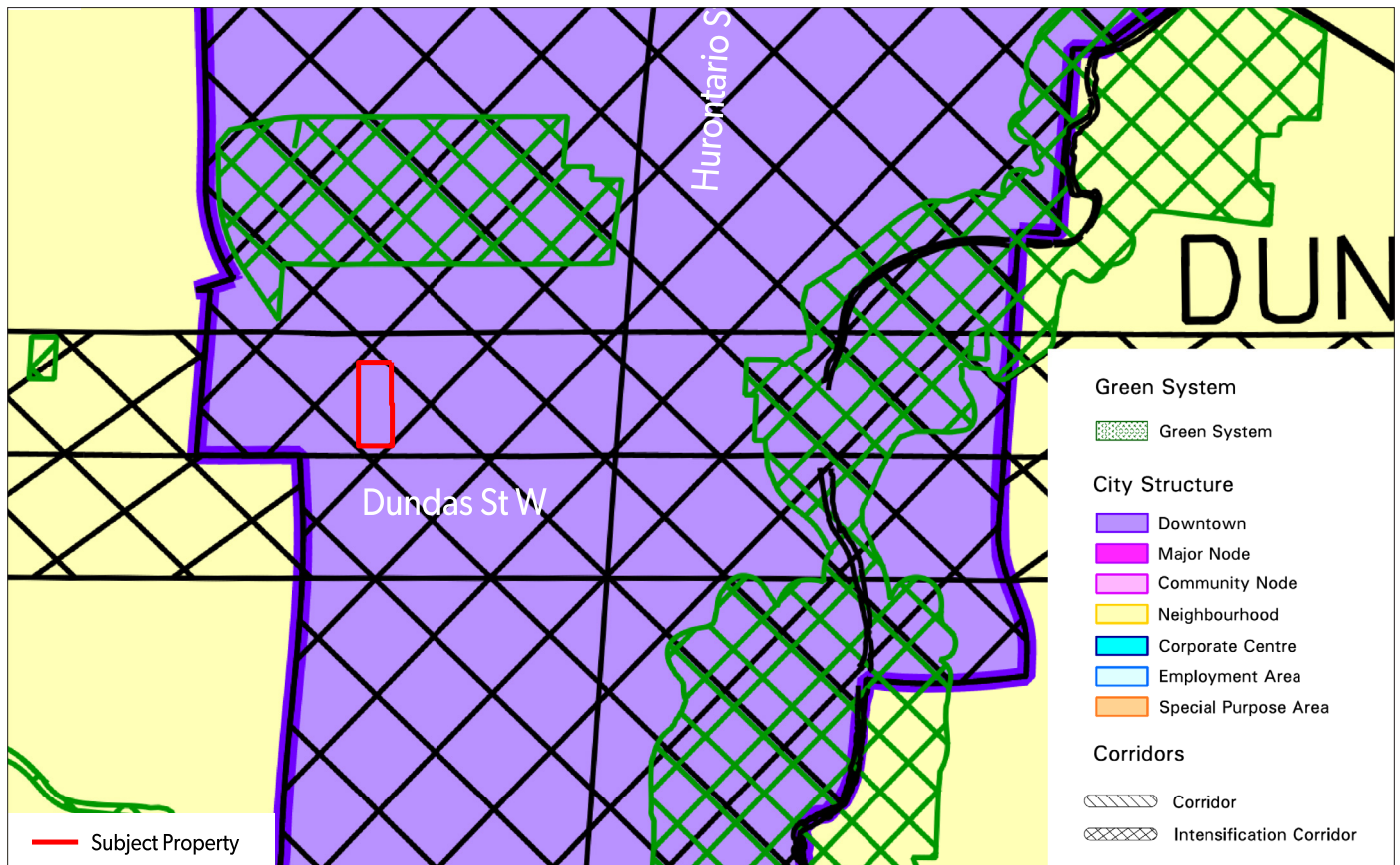 Hurontario S
DUN
Dundas St W
Green System
Green System
City Structure
Downtown
Major Node
Community Node
Neighbourhood
Corporate Centre
Employment Area
Special Purpose Area
Corridors
Corridor
Intensification Corridor
Subject Property